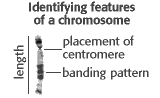 Identifying features
of a chromosome
length
placement of
centromere
banding pattern